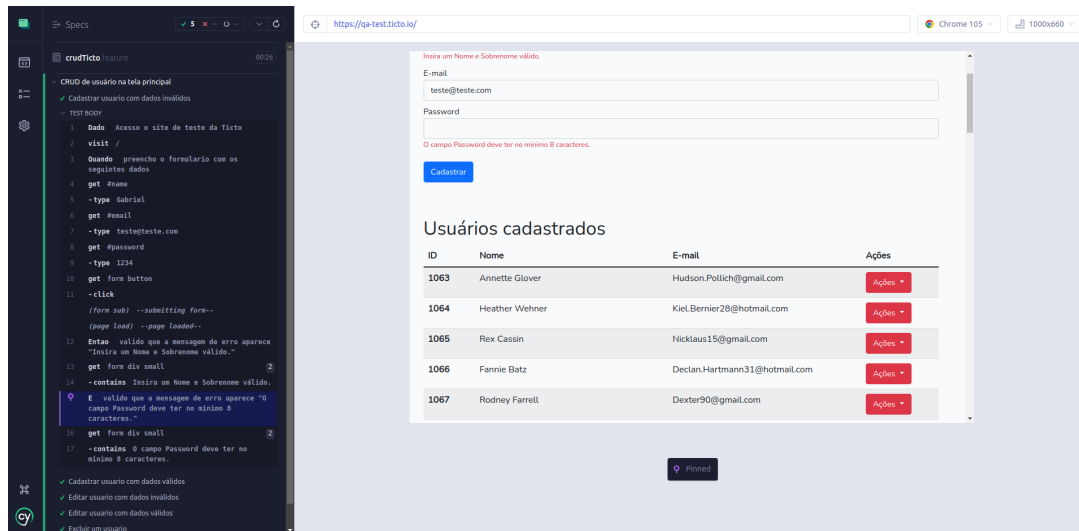 Specs
✓ 5 × -- --
https://qa-test.ticto.io/
Chrome 105
1000x660
crudTicto.feature
00:26
CRUD de usuário na tela principal
Cadastrar usuario com dados inválidos
TEST BODY
1 Dado Acesso o site de teste da Ticto
2 visit /
3 Quando preencho o formulario com os
seguintes dados
4 get #name
5 -type Gabriel
6 get #email
7 -type teste@teste.com
8 get #password
9 -type 1234
10 get form button
11 -click
(form sub) --submitting form--
(page load) --page loaded--
12 Entao valido que a mensagem de erro aparece
"Insira um Nome e Sobrenome válido."
13 get form div small 2
14 -contains Insira um Nome e Sobrenome válido.
E valido que a mensagem de erro aparece "O
campo Password deve ter no minimo 8
caracteres."
16 get form div small 2
17 -contains O campo Password deve ter no
minimo 8 caracteres.
Cadastrar usuario com dados válidos
Editar usuario com dados inválidos
Editar usuario com dados válidos
Excluir um usuario
cy
Insira um Nome e Sobrenome válido.
E-mail
teste@teste.com
Password
O campo Password deve ter no minimo 8 caracteres.
Cadastrar
Usuários cadastrados
ID Nome E-mail Ações
1063 Annette Glover Hudson.Pollich@gmail.com Ações
1064 Heather Wehner Kiel.Bernier28@hotmail.com Ações
1065 Rex Cassin Nicklaus15@gmail.com Ações
1066 Fannie Batz Declan.Hartmann31@hotmail.com Ações
1067 Rodney Farrell Dexter90@gmail.com Ações
Pinned